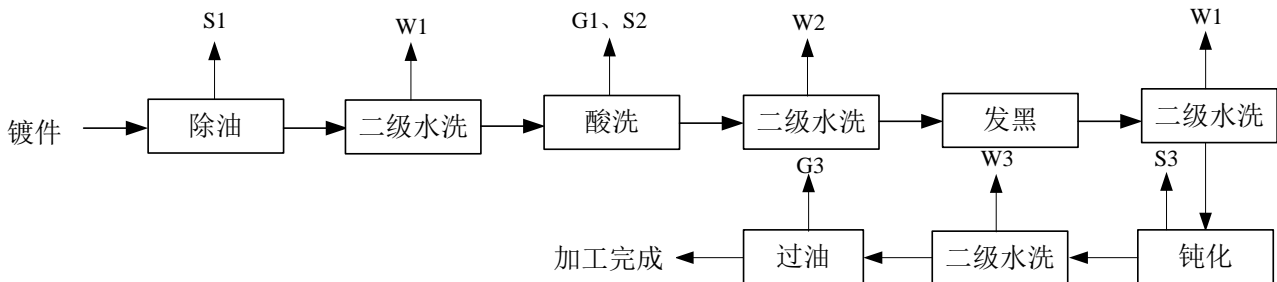 S1
W1
G1、S2
W2
W1
镀件
除油
二级水洗
酸洗
二级水洗
发黑
二级水洗
G3
W3
S3
加工完成
过油
二级水洗
钝化